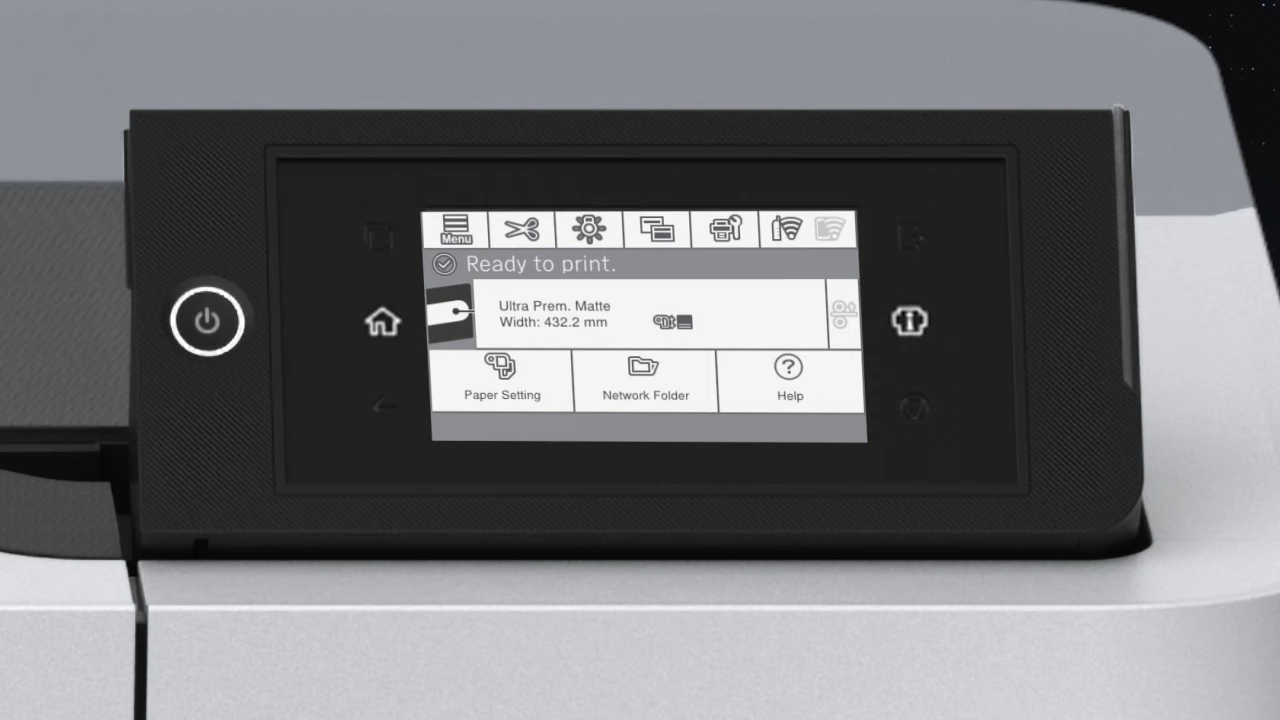 Menu
Ready to print.
Ultra Prem. Matte
Width: 432.2 mm
Paper Setting
Network Folder
Help